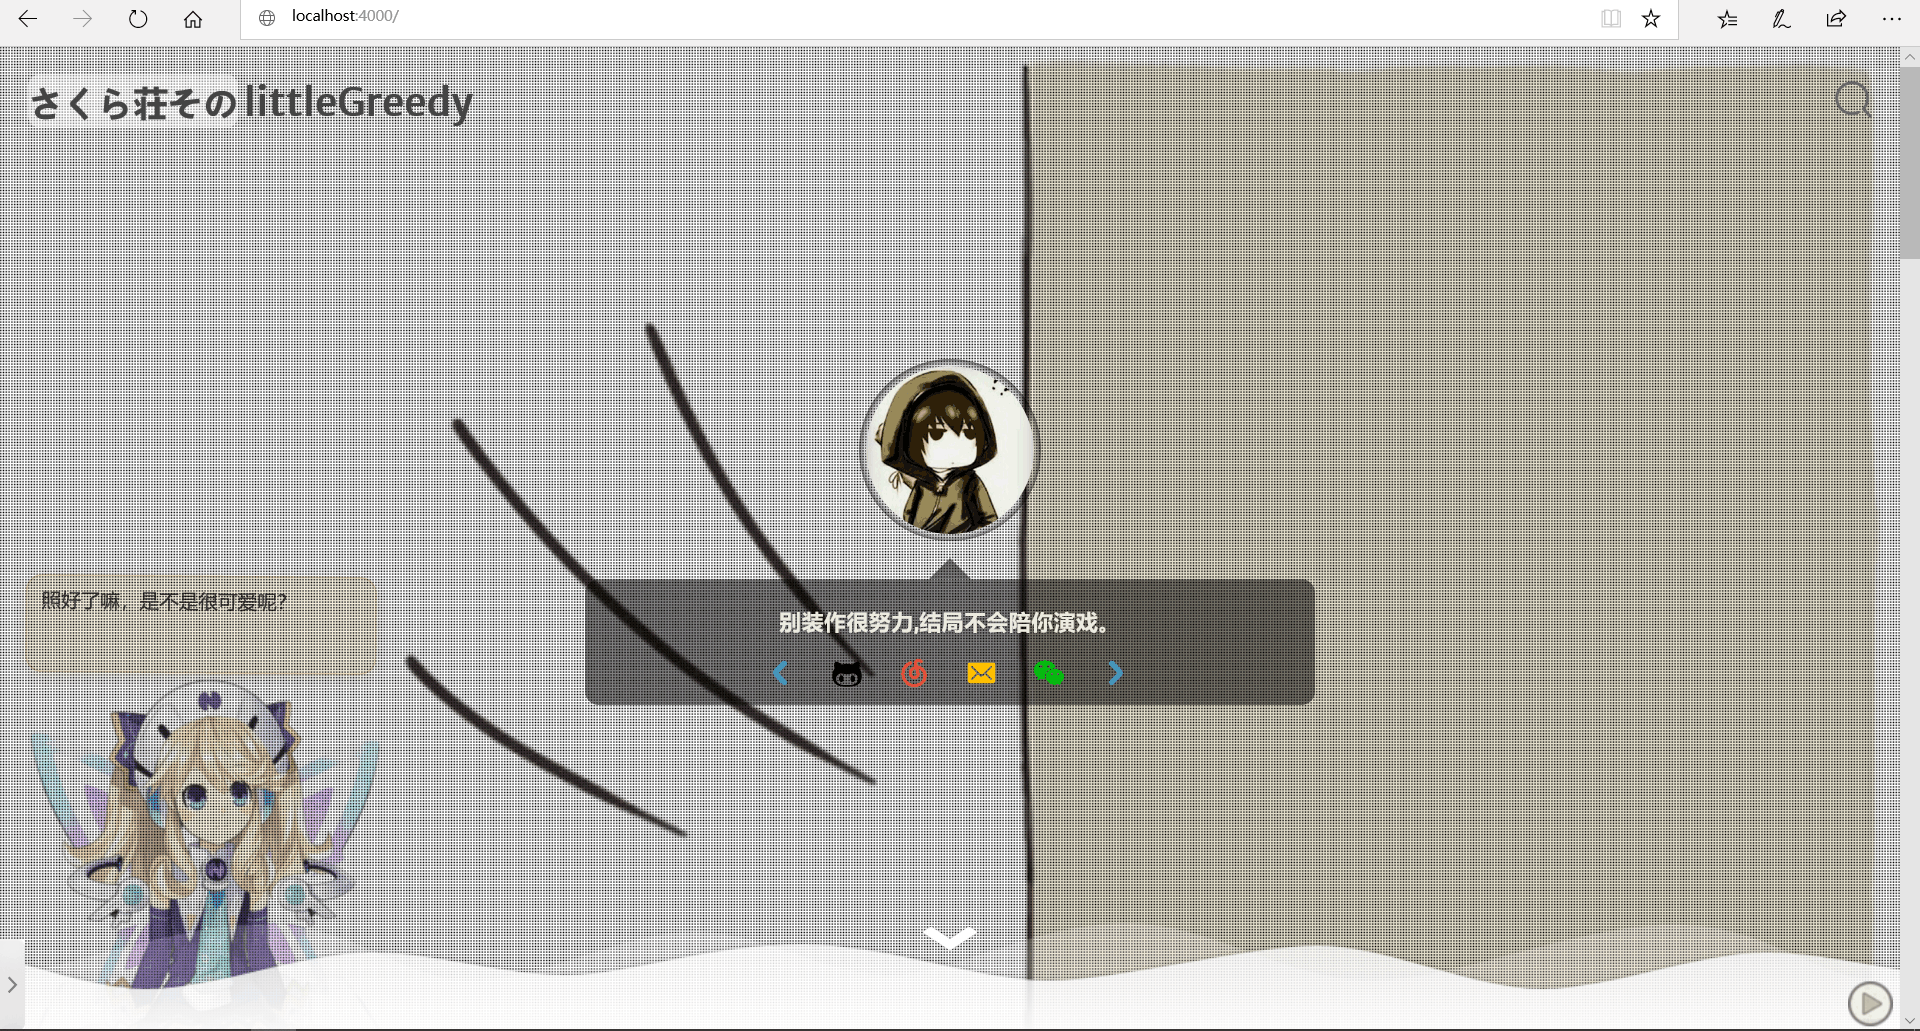 localhost:4000/
さくら荘そのlittleGreedy
照好了嘛，是不是很可爱呢？
别装作很努力,结局不会陪你演戏。